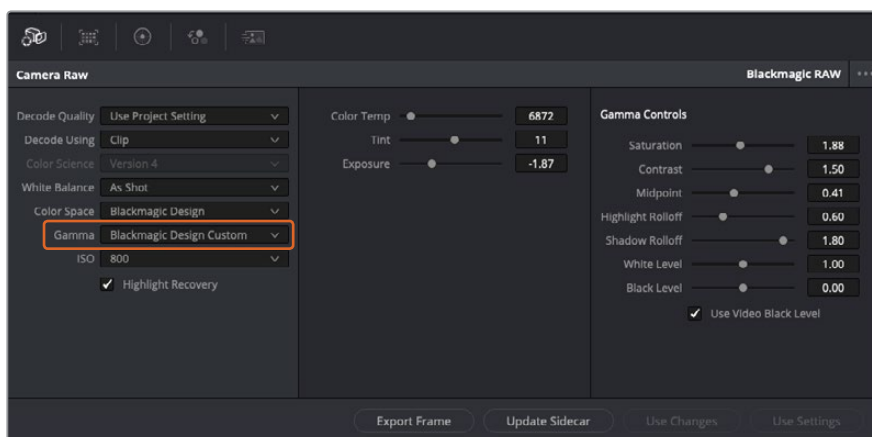 Camera Raw
Blackmagic RAW
Decode Quality Use Project Setting
Decode Using Clip
Color Science Version 4
White Balance As Shot
Color Space Blackmagic Design
Gamma Blackmagic Design Custom
ISO 800
Highlight Recovery
Color Temp 6872
Tint 11
Exposure -1.87
Gamma Controls
Saturation 1.88
Contrast 1.50
Midpoint 0.41
Highlight Rolloff 0.60
Shadow Rolloff 1.80
White Level 1.00
Black Level 0.00
Use Video Black Level
Export Frame
Update Sidecar
Use Changes
Use Settings